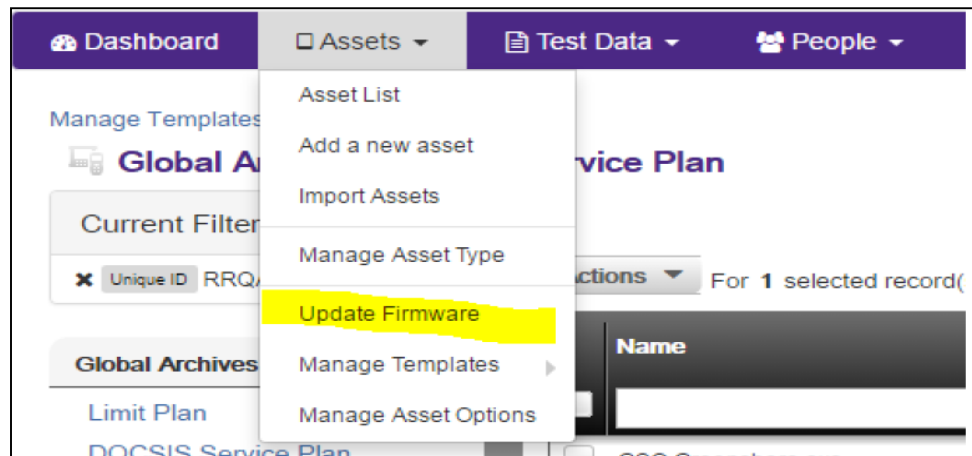 Dashboard Assets Test Data People
Asset List
Manage Templates
Add a new asset
Global A vice Plan
Import Assets
Current Filter
Manage Asset Type
Unique ID RRQ
ctions For 1 selected record(
Update Firmware
Name
Global Archives
Manage Templates
Limit Plan
Manage Asset Options
DOCSIS Service Plan